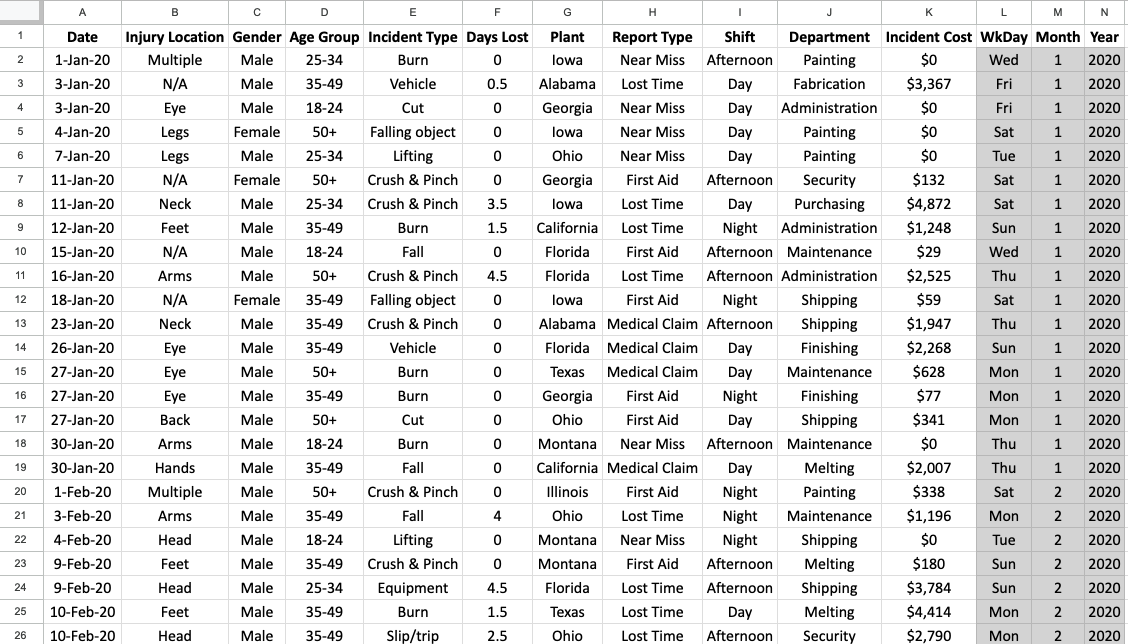 A B C D E F G H I J K L M N
1 Date Injury Location Gender Age Group Incident Type Days Lost Plant Report Type Shift Department Incident Cost WkDay Month Year
2 1-Jan-20 Multiple Male 25-34 Burn 0 Iowa Near Miss Afternoon Painting $0 Wed 1 2020
3 3-Jan-20 N/A Male 35-49 Vehicle 0.5 Alabama Lost Time Day Fabrication $3,367 Fri 1 2020
4 3-Jan-20 Eye Male 18-24 Cut 0 Georgia Near Miss Day Administration $0 Fri 1 2020
5 4-Jan-20 Legs Female 50+ Falling object 0 Iowa Near Miss Day Painting $0 Sat 1 2020
6 7-Jan-20 Legs Male 25-34 Lifting 0 Ohio Near Miss Day Painting $0 Tue 1 2020
7 11-Jan-20 N/A Female 50+ Crush & Pinch 0 Georgia First Aid Afternoon Security $132 Sat 1 2020
8 11-Jan-20 Neck Male 25-34 Crush & Pinch 3.5 Iowa Lost Time Day Purchasing $4,872 Sat 1 2020
9 12-Jan-20 Feet Male 35-49 Burn 1.5 California Lost Time Night Administration $1,248 Sun 1 2020
10 15-Jan-20 N/A Male 18-24 Fall 0 Florida First Aid Afternoon Maintenance $29 Wed 1 2020
11 16-Jan-20 Arms Male 50+ Crush & Pinch 4.5 Florida Lost Time Afternoon Administration $2,525 Thu 1 2020
12 18-Jan-20 N/A Female 35-49 Falling object 0 Iowa First Aid Night Shipping $59 Sat 1 2020
13 23-Jan-20 Neck Male 35-49 Crush & Pinch 0 Alabama Medical Claim Afternoon Shipping $1,947 Thu 1 2020
14 26-Jan-20 Eye Male 35-49 Vehicle 0 Florida Medical Claim Day Finishing $2,268 Sun 1 2020
15 27-Jan-20 Eye Male 50+ Burn 0 Texas Medical Claim Day Maintenance $628 Mon 1 2020
16 27-Jan-20 Eye Male 35-49 Burn 0 Georgia First Aid Night Finishing $77 Mon 1 2020
17 27-Jan-20 Back Male 50+ Cut 0 Ohio First Aid Day Shipping $341 Mon 1 2020
18 30-Jan-20 Arms Male 18-24 Burn 0 Montana Near Miss Afternoon Maintenance $0 Thu 1 2020
19 30-Jan-20 Hands Male 35-49 Fall 0 California Medical Claim Day Melting $2,007 Thu 1 2020
20 1-Feb-20 Multiple Male 50+ Crush & Pinch 0 Illinois First Aid Night Painting $338 Sat 2 2020
21 3-Feb-20 Arms Male 35-49 Fall 4 Ohio Lost Time Night Maintenance $1,196 Mon 2 2020
22 4-Feb-20 Head Male 18-24 Lifting 0 Montana Near Miss Night Shipping $0 Tue 2 2020
23 9-Feb-20 Feet Male 35-49 Crush & Pinch 0 Montana First Aid Afternoon Melting $180 Sun 2 2020
24 9-Feb-20 Head Male 25-34 Equipment 4.5 Florida Lost Time Afternoon Shipping $3,784 Sun 2 2020
25 10-Feb-20 Feet Male 35-49 Burn 1.5 Texas Lost Time Day Melting $4,414 Mon 2 2020
26 10-Feb-20 Head Male 35-49 Slip/trip 2.5 Ohio Lost Time Afternoon Security $2,790 Mon 2 2020